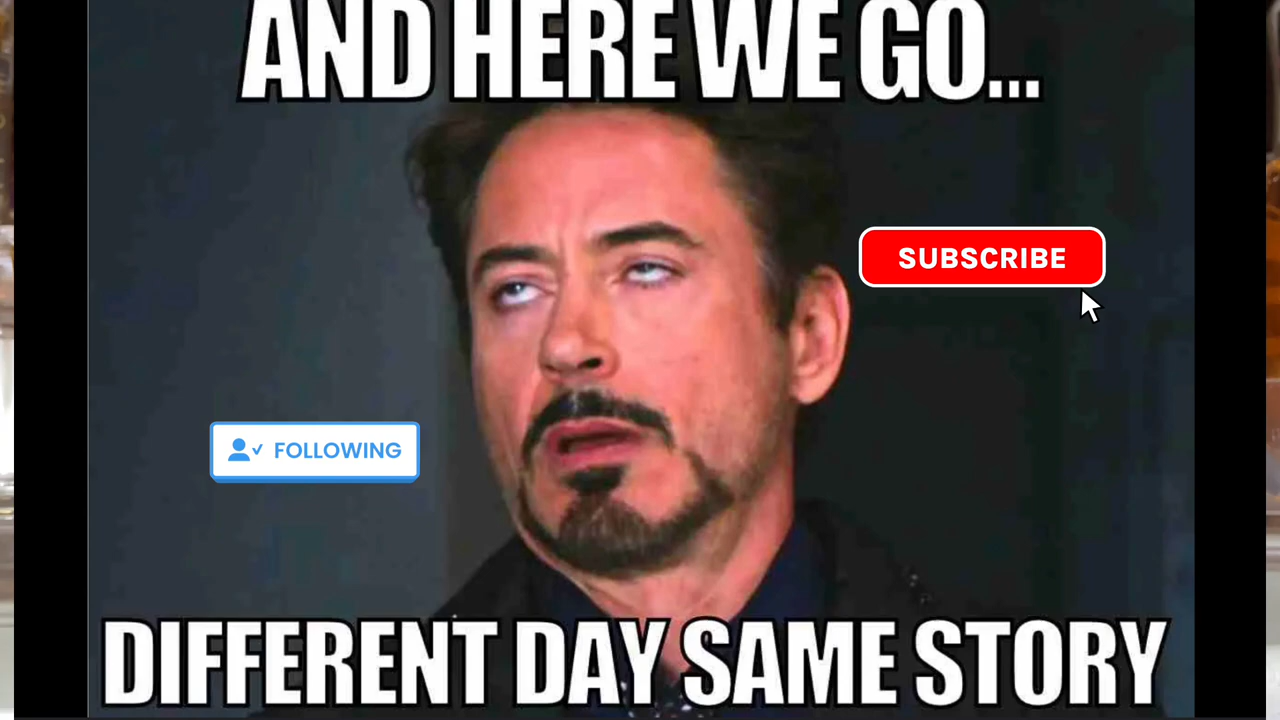 AND HERE WE GO...
SUBSCRIBE
FOLLOWING
DIFFERENT DAY SAME STORY